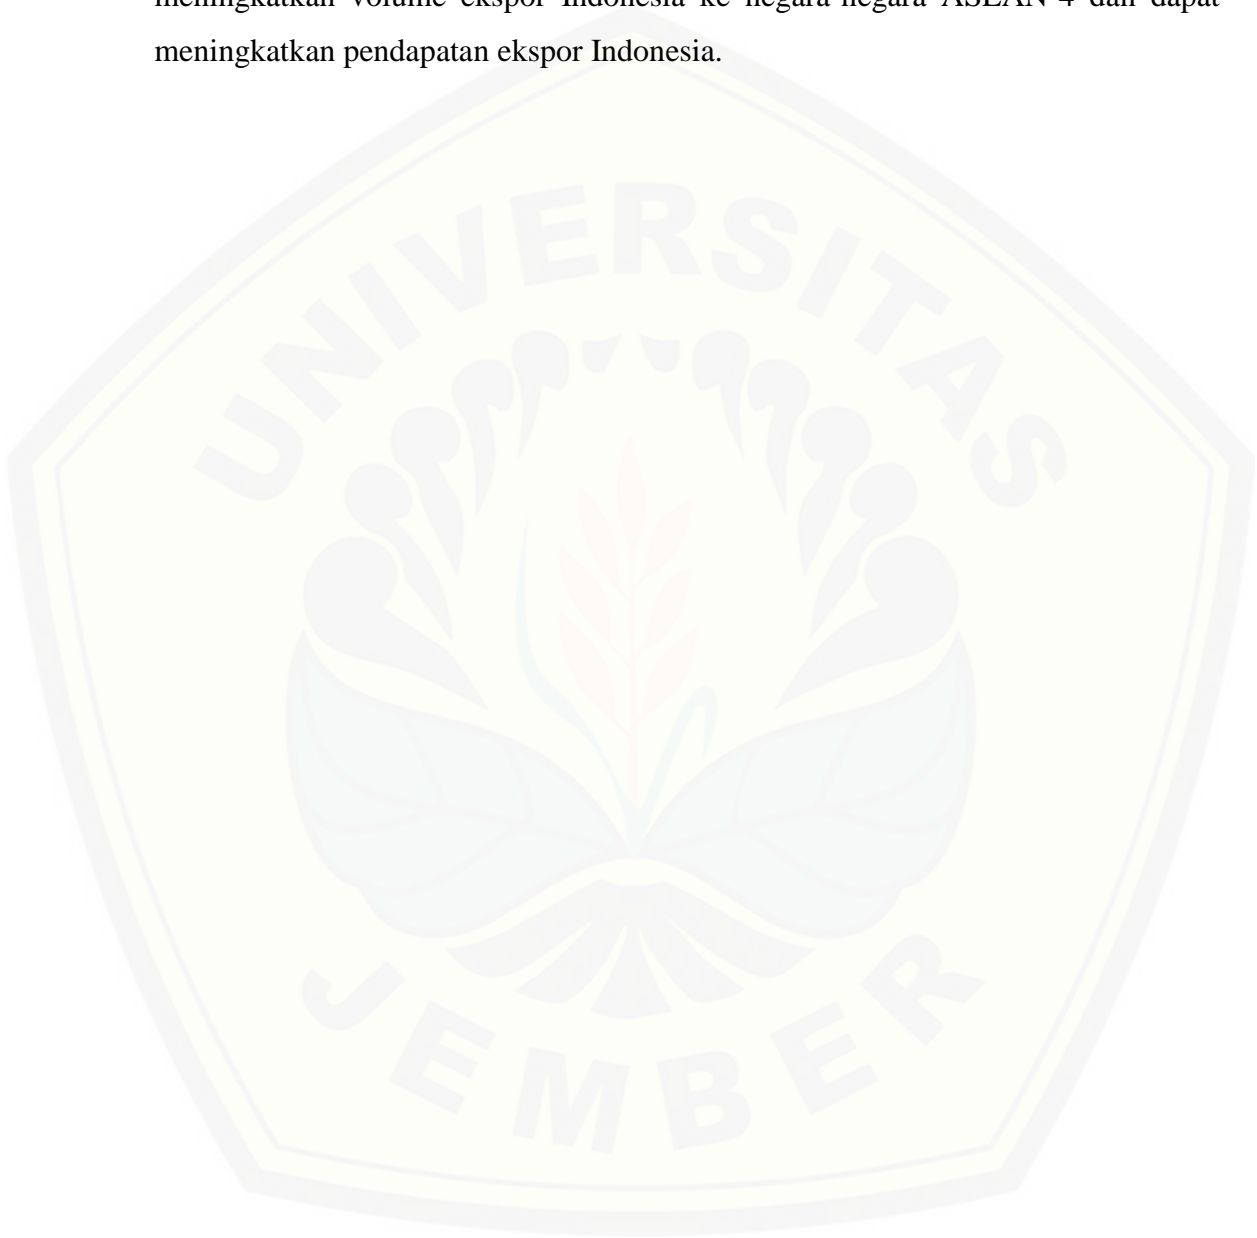 meningkatkan volume ekspor Indonesia ke negara-negara ASEAN-4 dan dapat
meningkatkan pendapatan ekspor Indonesia.
UNIVERSITAS
JEMBER